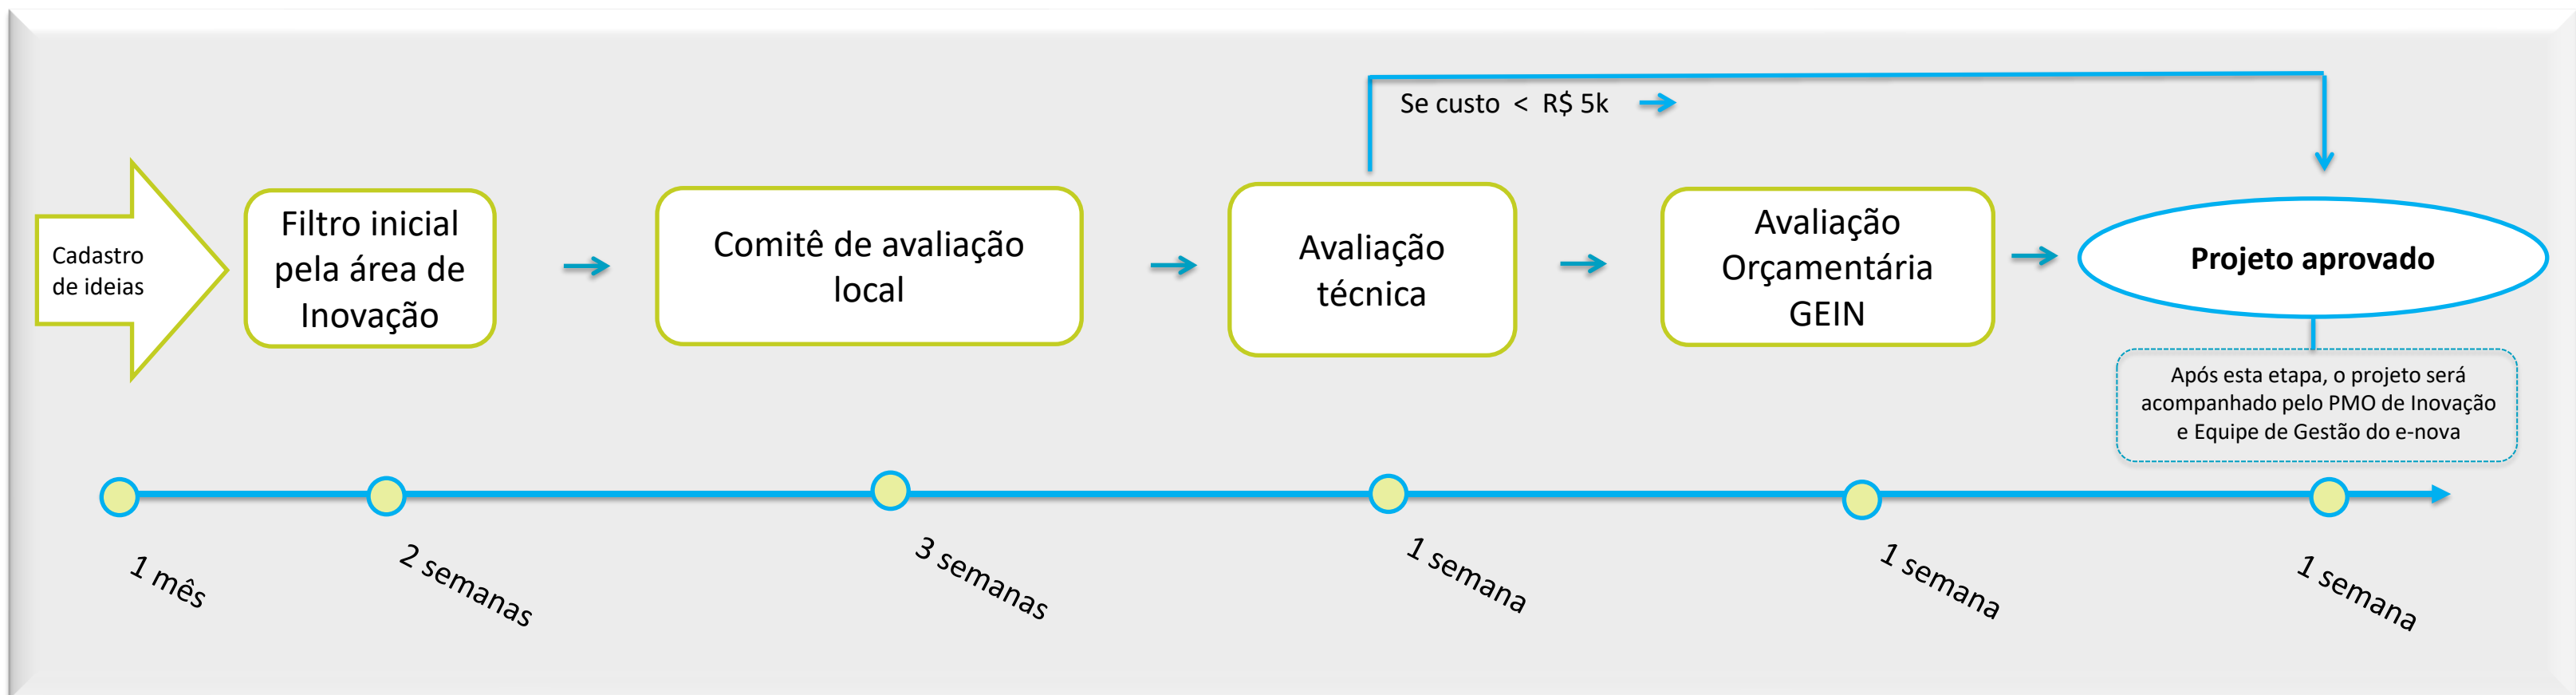 Se custo < R$ 5k
Cadastro
de ideias
Filtro inicial
pela área de
Inovação
Comitê de avaliação
local
Avaliação
técnica
Avaliação
Orçamentária
GEIN
Projeto aprovado
Após esta etapa, o projeto será
acompanhado pelo PMO de Inovação
e Equipe de Gestão do e-nova
1 mês
2 semanas
3 semanas
1 semana
1 semana
1 semana